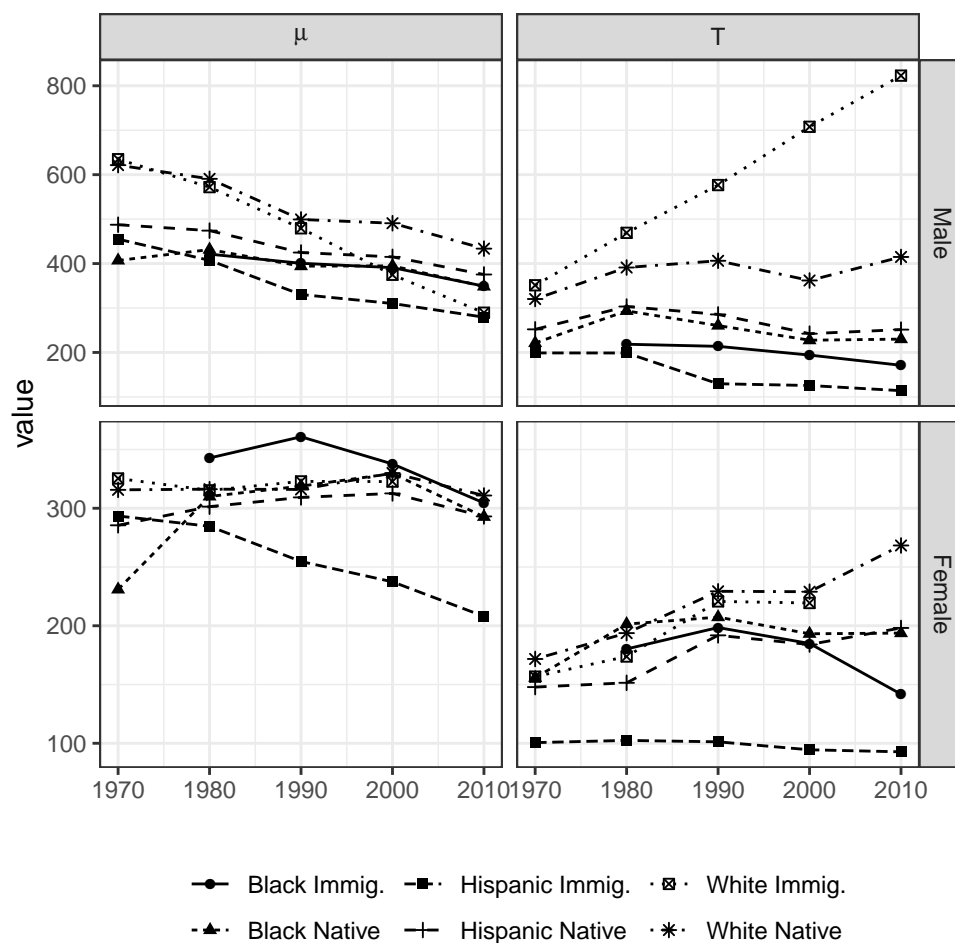 μ T
800
600
400
200
Male
value
300
200
100
Female
1970 1980 1990 2000 2010 1970 1980 1990 2000 2010
Black Immig. Hispanic Immig. White Immig.
Black Native Hispanic Native White Native